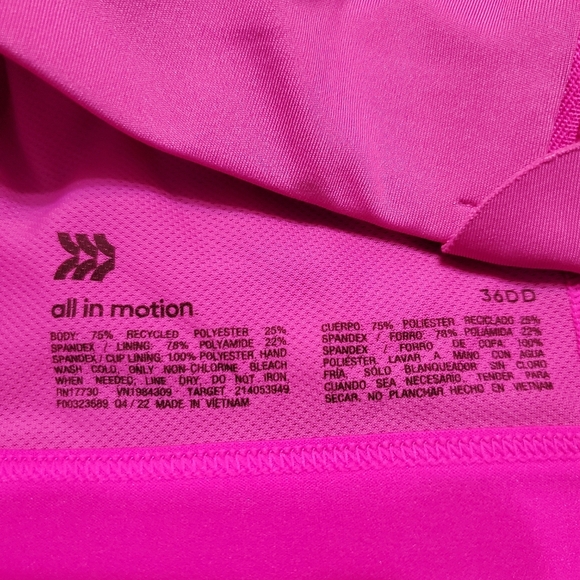 all in motion
36DD
BODY: 75% RECYCLED POLYESTER 25%
SPANDEX / LINING: 78% POLYAMIDE 22%
SPANDEX / CUP LINING: 100% POLYESTER, HAND
WASH COLD, ONLY NON-CHLORINE BLEACH
WHEN NEEDED, LINE DRY, DO NOT IRON,
RN17730 VN1984309 TARGET 214053949
F00323689 Q4 / 22 MADE IN VIETNAM
CUERPO: 75% POLIESTER RECICLADO 25%
SPANDEX / FORRO: 78% POLIAMIDA 22%
SPANDEX / FORRO DE COPA: 100%
POLIÉSTER, LAVAR A MANO CON AGUA
FRÍA, SÓLO BLANQUEADOR SIN CLORO
CUANDO SEA NECESARIO, TENDER PARA
SECAR, NO PLANCHAR HECHO EN VIETNAM